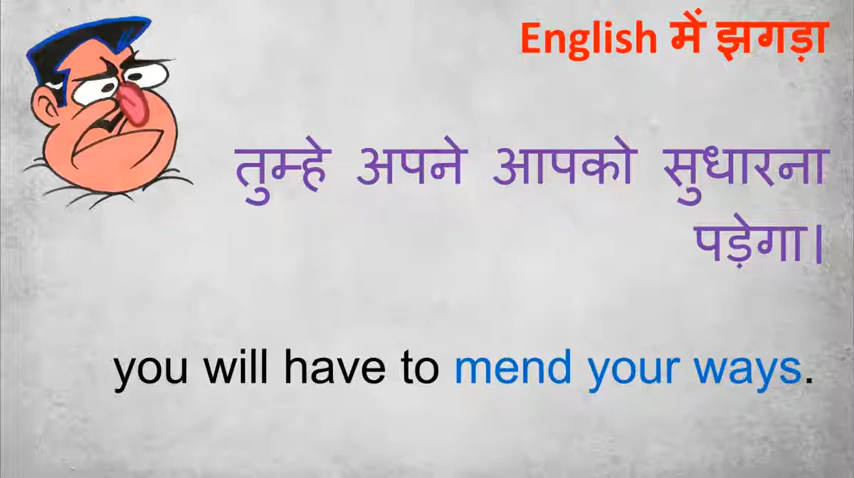 English में झगड़ा
तुम्हे अपने आपको सुधारना
पड़ेगा।
you will have to mend your ways.